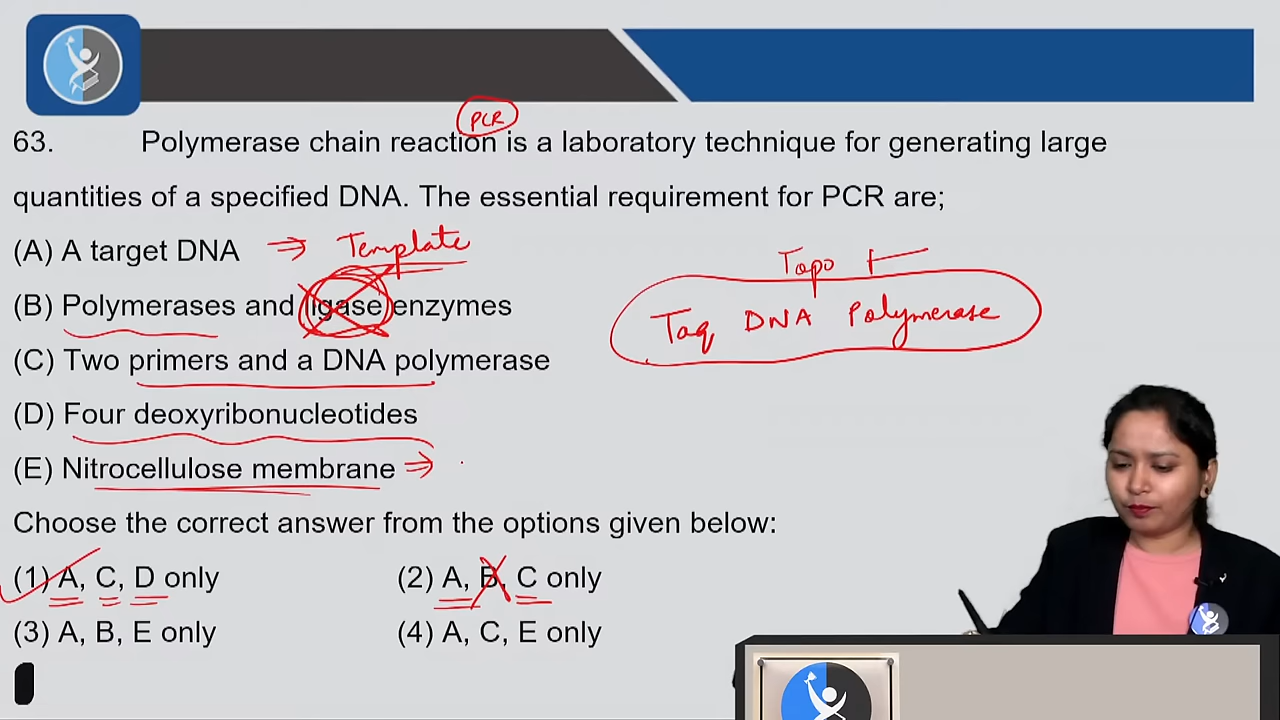 PCR
63. Polymerase chain reaction is a laboratory technique for generating large
quantities of a specified DNA. The essential requirement for PCR are;
(A) A target DNA ⇒ Template
(B) Polymerases and ligase enzymes
Topo
Taq DNA Polymerase
(C) Two primers and a DNA polymerase
(D) Four deoxyribonucleotides
(E) Nitrocellulose membrane ⇒
Choose the correct answer from the options given below:
(1) A, C, D only (2) A, B, C only
(3) A, B, E only (4) A, C, E only